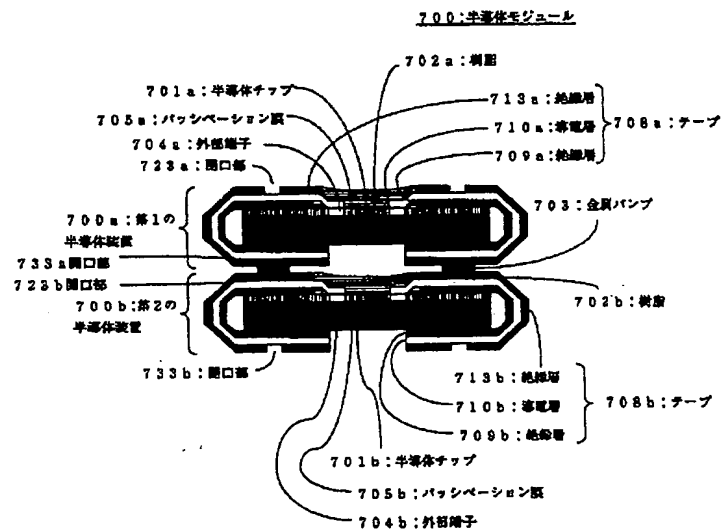 700:半導体モジュール
702a:樹脂
701a:半導体チップ
705a:パッシベーション膜
704a:外部端子
723a:開口部
713a:絶縁層
710a:導電層
709a:絶縁層
708a:テープ
703:金属バンプ
700a:第1の
半導体装置
733a開口部
723b開口部
700b:第2の
半導体装置
733b:開口部
702b:樹脂
713b:絶縁層
710b:導電層
709b:絶縁層
708b:テープ
701b:半導体チップ
705b:パッシベーション膜
704b:外部端子